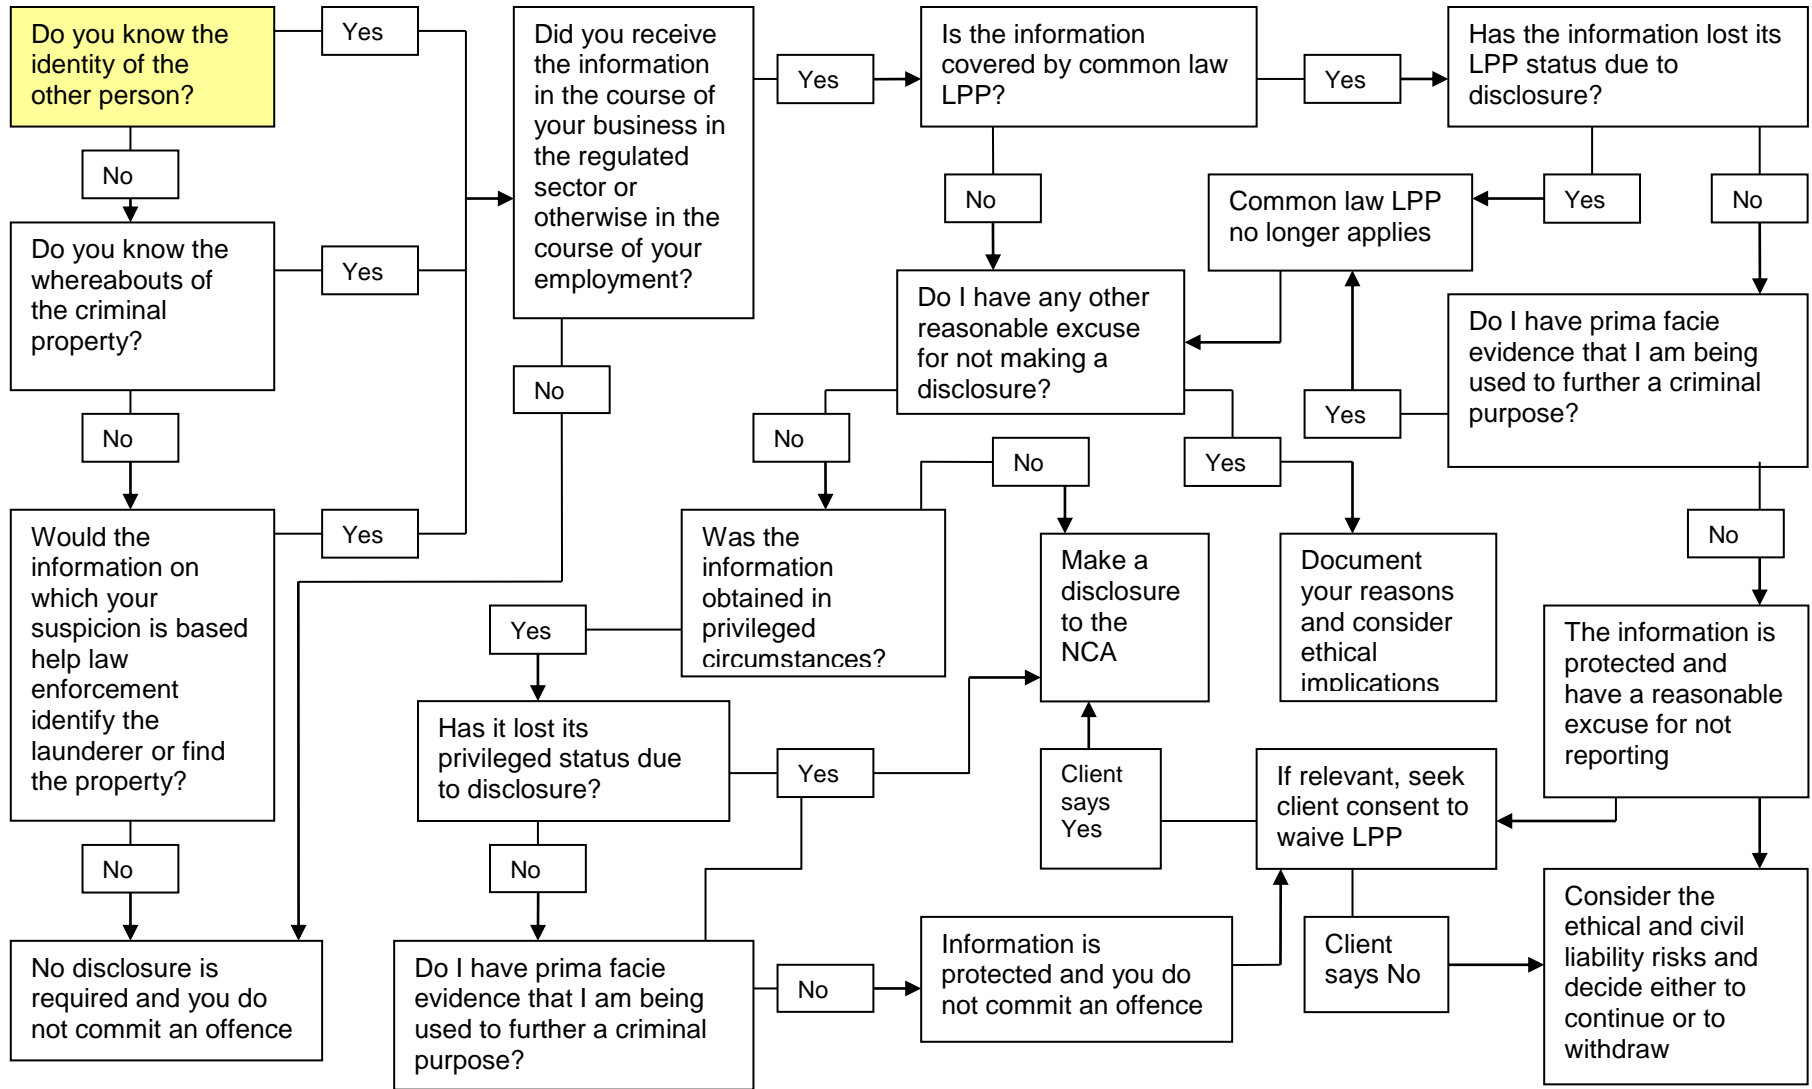 Do you know the
identity of the
other person?
Yes
No
Do you know the
whereabouts of
the criminal
property?
Yes
No
Would the
information on
which your
suspicion is based
help law
enforcement
identify the
launderer or find
the property?
Yes
No
No disclosure is
required and you do
not commit an offence
Did you receive
the information
in the course of
your business in
the regulated
sector or
otherwise in the
course of your
employment?
Yes
No
Is the information
covered by common law
LPP?
Yes
No
Has the information lost its
LPP status due to
disclosure?
Yes
No
Common law LPP
no longer applies
Do I have any other
reasonable excuse
for not making a
disclosure?
No
Yes
Do I have prima facie
evidence that I am being
used to further a criminal
purpose?
Yes
No
Was the
information
obtained in
privileged
circumstances?
No
Yes
Make a
disclosure
to the
NCA
Document
your reasons
and consider
ethical
implications
The information is
protected and
have a reasonable
excuse for not
reporting
Has it lost its
privileged status due
to disclosure?
Yes
No
Client
says
Yes
If relevant, seek
client consent to
waive LPP
Do I have prima facie
evidence that I am being
used to further a criminal
purpose?
No
Information is
protected and you do
not commit an offence
Client
says No
Consider the
ethical and civil
liability risks and
decide either to
continue or to
withdraw